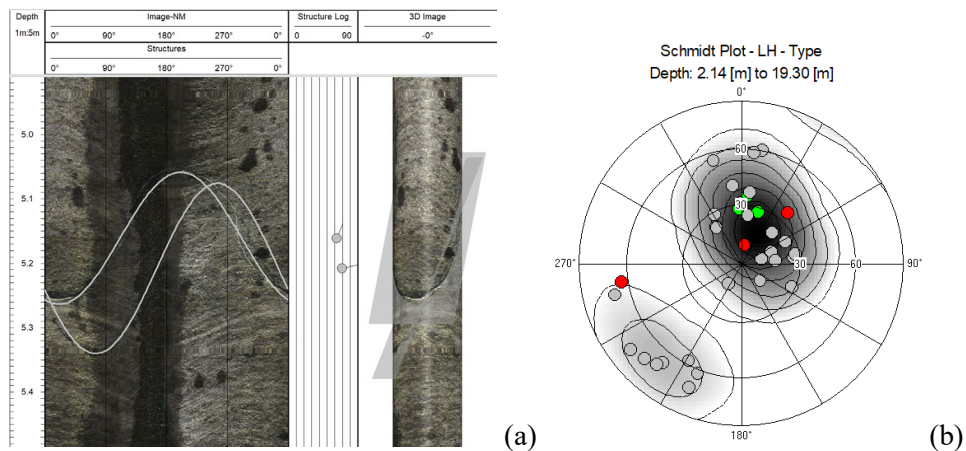 Depth
1m:5m
Image-NM
0° 90° 180° 270° 0°
Structures
0° 90° 180° 270° 0°
Structure Log
0 90
3D Image
-0°
5.0
5.1
5.2
5.3
5.4
(a)
Schmidt Plot - LH - Type
Depth: 2.14 [m] to 19.30 [m]
0°
60
30
270°
30
60
90°
180°
(b)